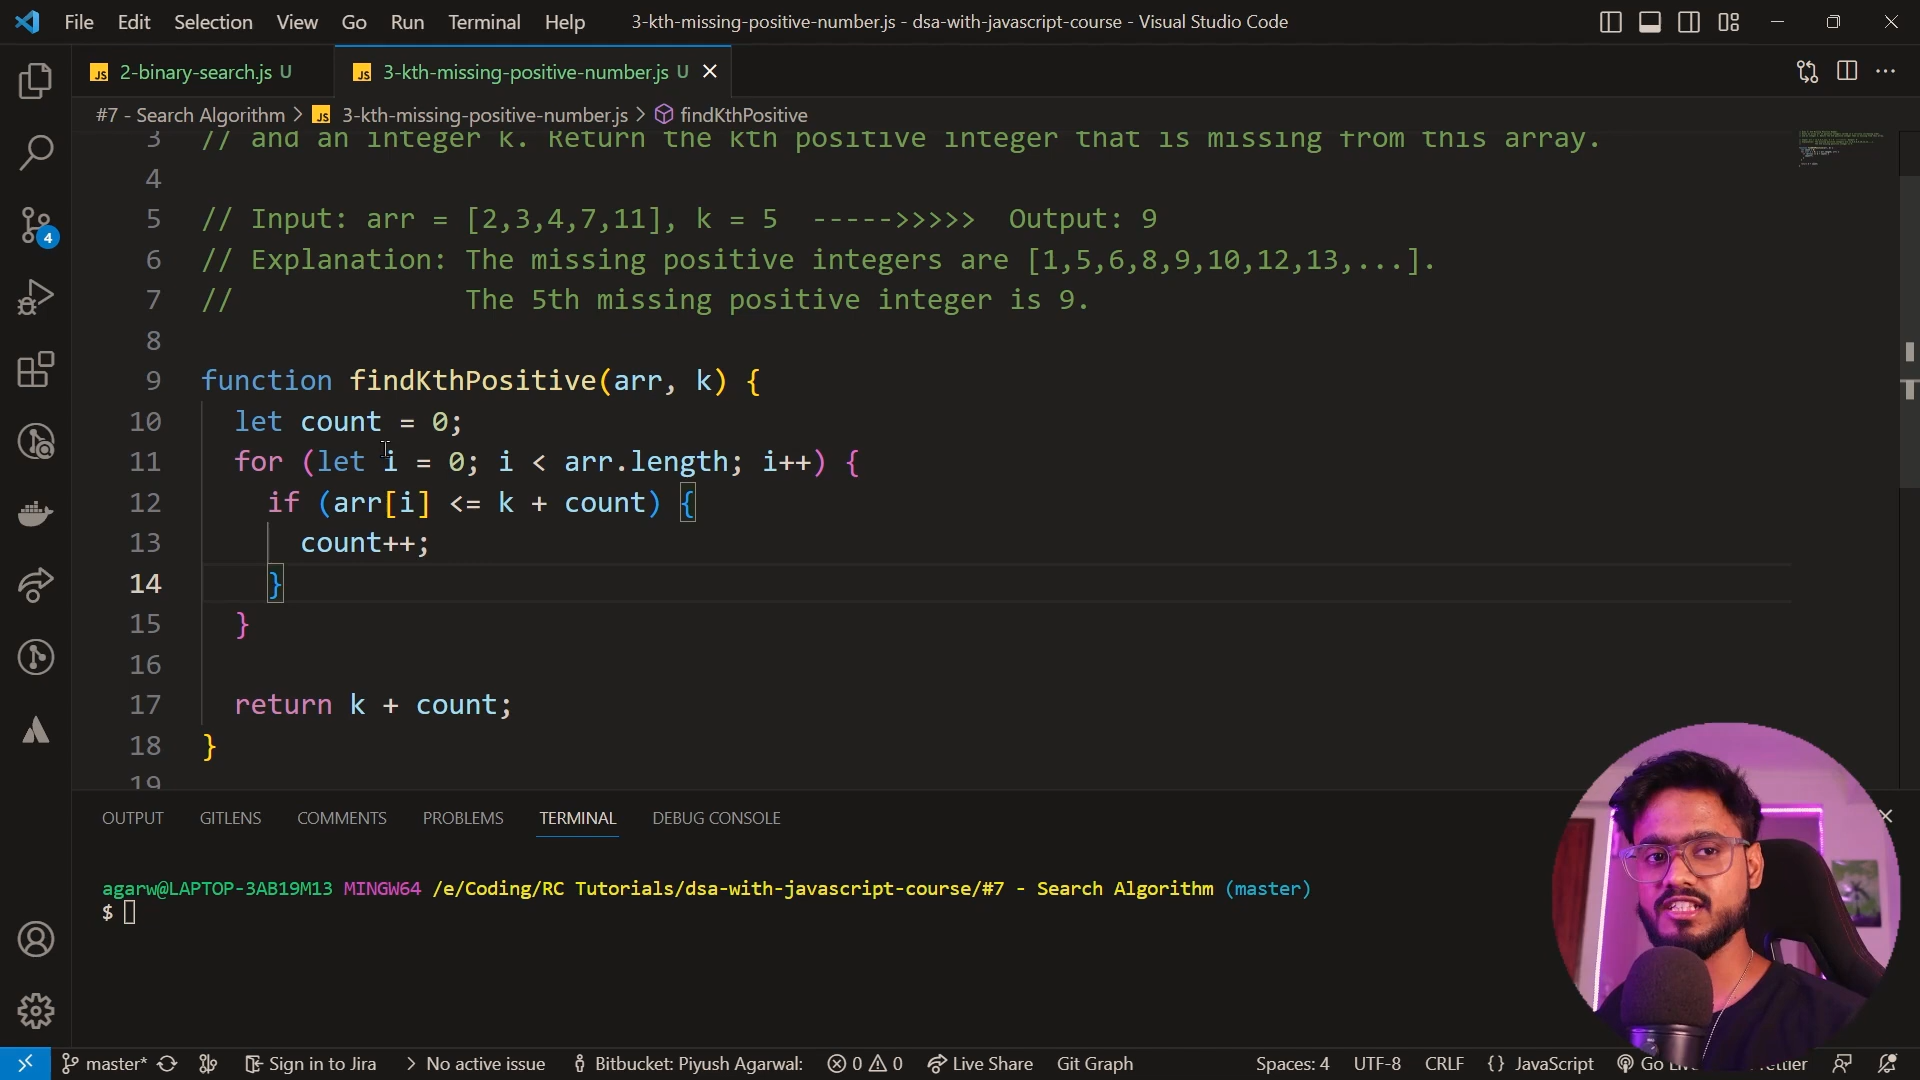 File Edit Selection View Go Run Terminal Help 3-kth-missing-positive-number.js - dsa-with-javascript-course - Visual Studio Code
JS 2-binary-search.js U JS 3-kth-missing-positive-number.js U
#7 - Search Algorithm > JS 3-kth-missing-positive-number.js > findKthPositive
3 // and an integer k. Return the kth positive integer that is missing from this array.
4
5 // Input: arr = [2,3,4,7,11], k = 5 ----->>>>> Output: 9
6 // Explanation: The missing positive integers are [1,5,6,8,9,10,12,13,...].
7 // The 5th missing positive integer is 9.
8
9 function findKthPositive(arr, k) {
10 let count = 0;
11 for (let i = 0; i < arr.length; i++) {
12 if (arr[i] <= k + count) {
13 count++;
14 }
15 }
16
17 return k + count;
18 }
19
4
OUTPUT GITLENS COMMENTS PROBLEMS TERMINAL DEBUG CONSOLE
agarw@LAPTOP-3AB19M13 MINGW64 /e/Coding/RC Tutorials/dsa-with-javascript-course/#7 - Search Algorithm (master)
$
master* Sign in to Jira > No active issue Bitbucket: Piyush Agarwal: 0 0 Live Share Git Graph Spaces: 4 UTF-8 CRLF {} JavaScript